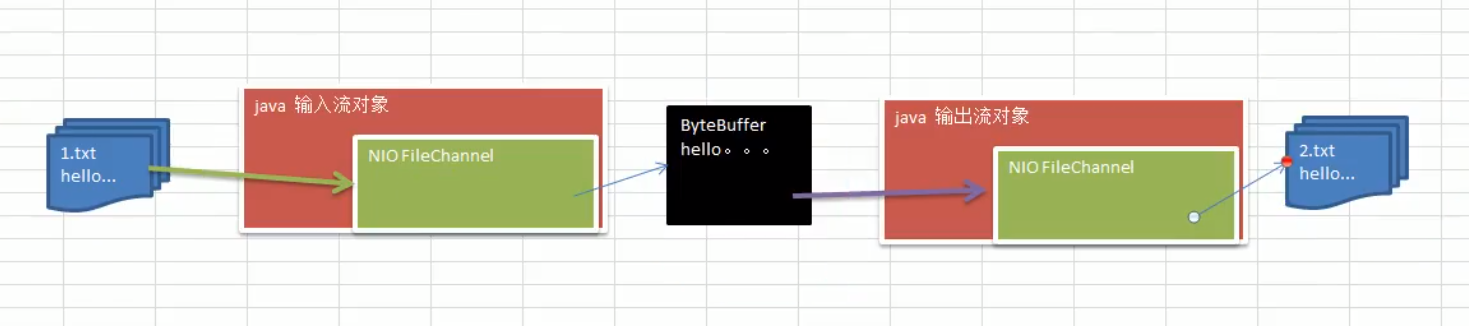 1.txt
hello...
java 输入流对象
NIO FileChannel
ByteBuffer
hello。。。
java 输出流对象
NIO FileChannel
2.txt
hello...